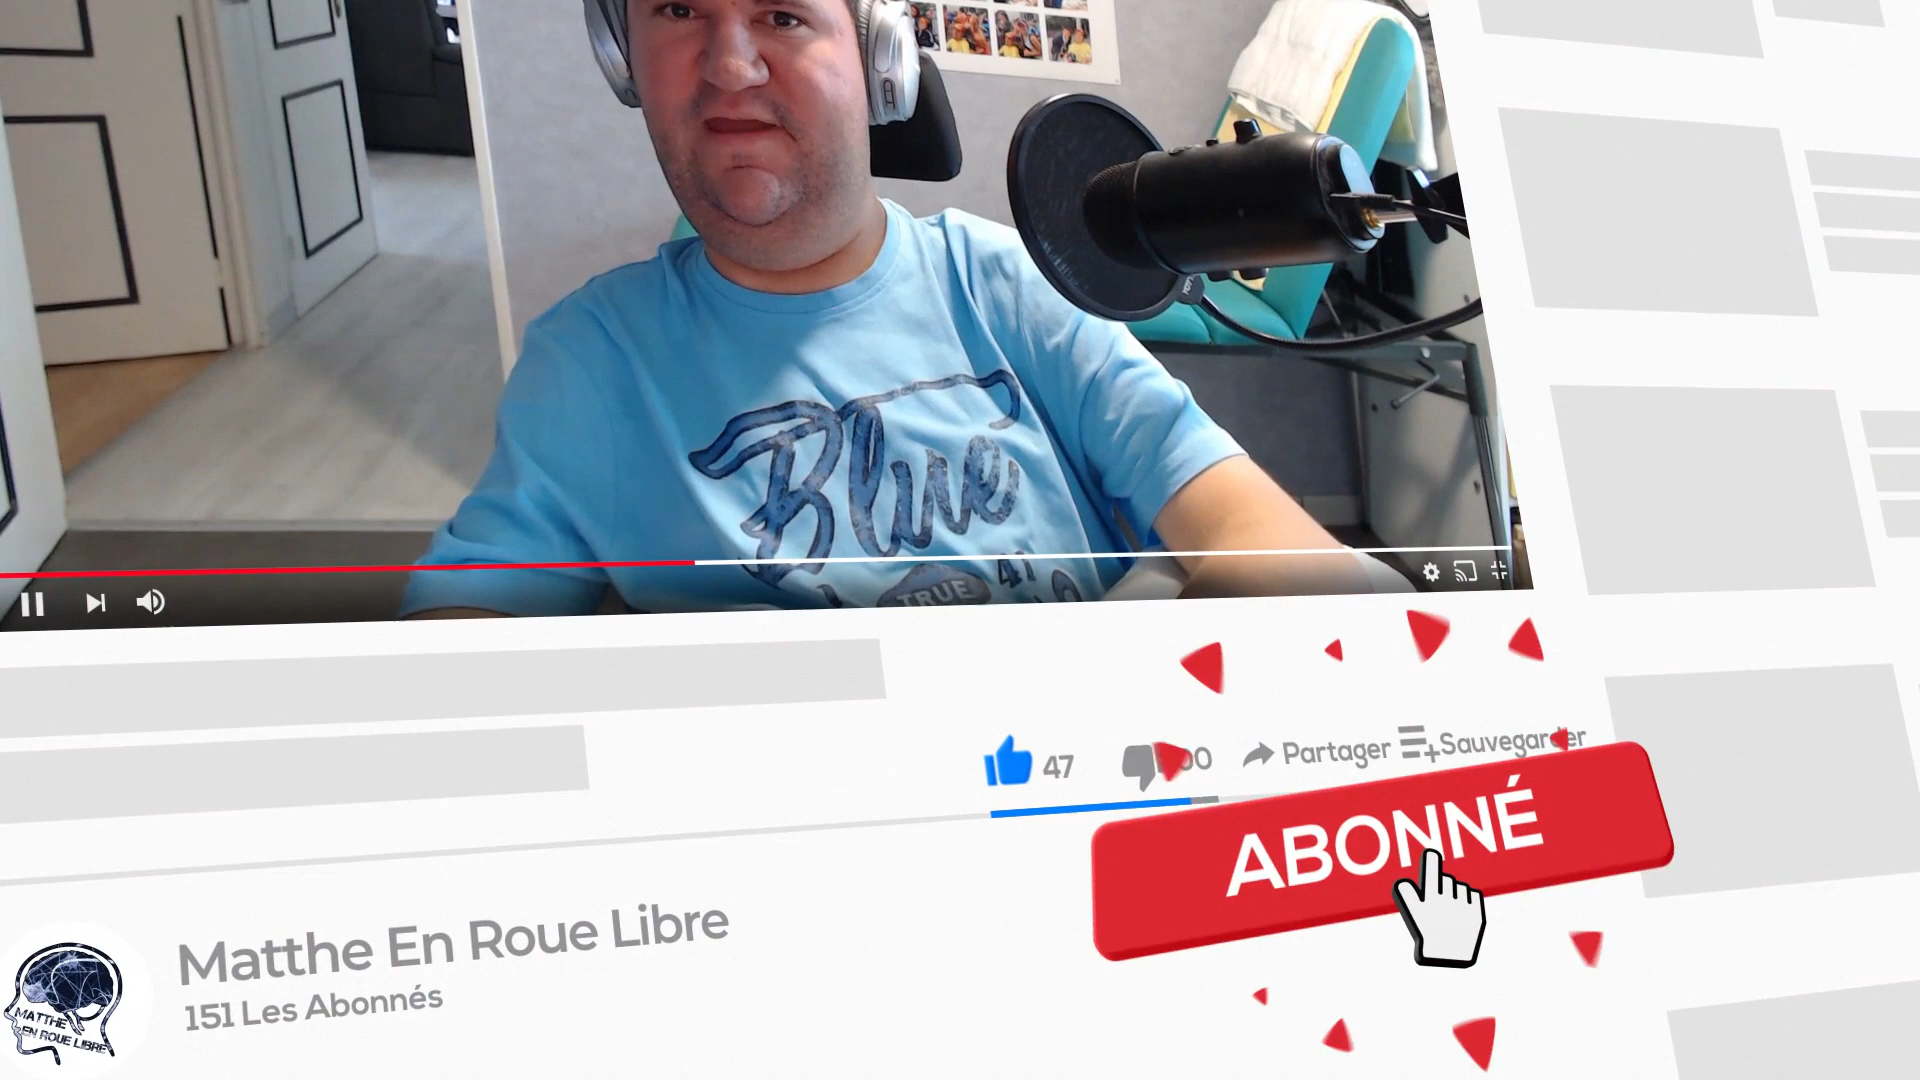 Blue
TRUE
47
Partager
Sauvegarder
ABONNÉ
Matthe En Roue Libre
151 Les Abonnés
MATTHE
EN ROUE LIBRE